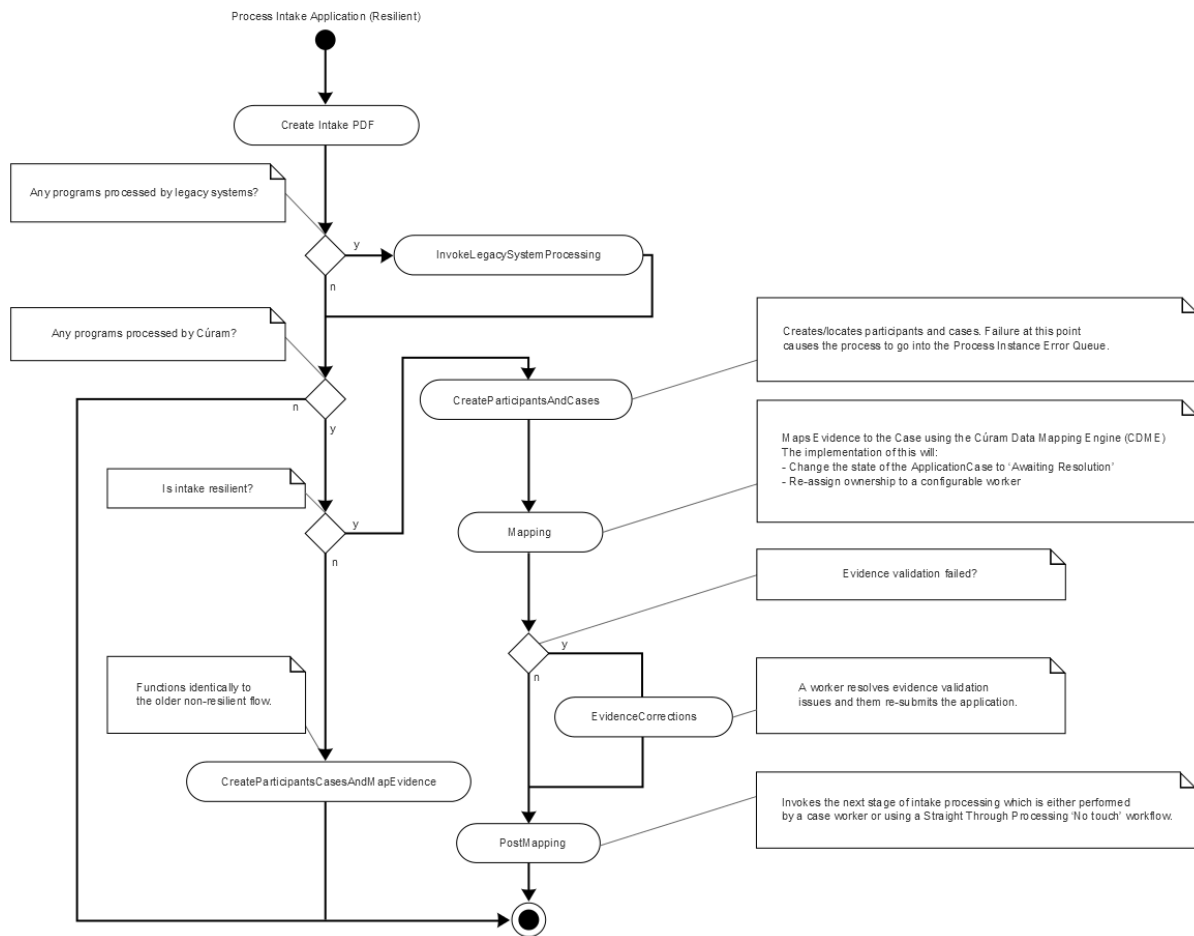 Process Intake Application (Resilient)
Create Intake PDF
Any programs processed by legacy systems?
y
InvokeLegacySystemProcessing
n
Any programs processed by Cúram?
n
y
Is intake resilient?
y
n
Functions identically to
the older non-resilient flow.
CreateParticipantsCasesAndMapEvidence
CreateParticipantsAndCases
Creates/locates participants and cases. Failure at this point
causes the process to go into the Process Instance Error Queue.
Mapping
Maps Evidence to the Case using the Cúram Data Mapping Engine (CDME)
The implementation of this will:
- Change the state of the ApplicationCase to ‘Awaiting Resolution’
- Re-assign ownership to a configurable worker
Evidence validation failed?
y
n
EvidenceCorrections
A worker resolves evidence validation
issues and them re-submits the application.
PostMapping
Invokes the next stage of intake processing which is either performed
by a case worker or using a Straight Through Processing ‘No touch’ workflow.